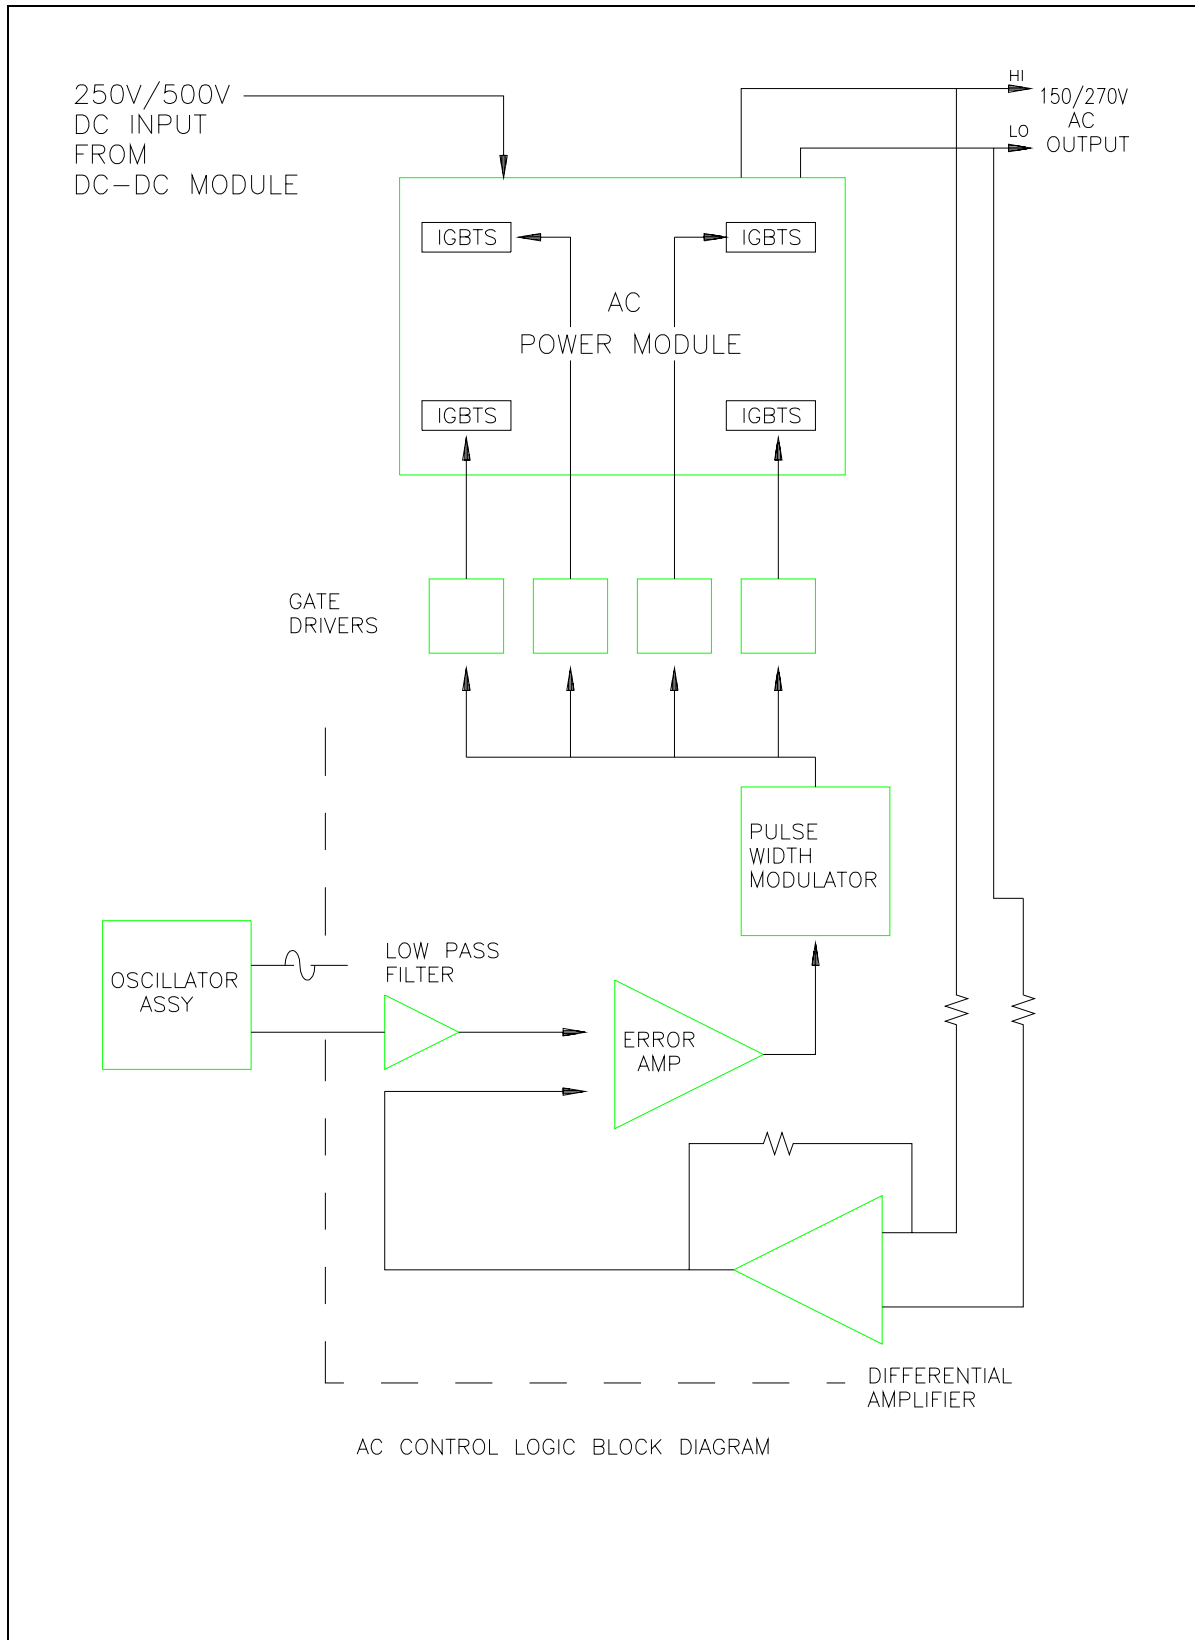 250V/500V
DC INPUT
FROM
DC-DC MODULE
HI
150/270V
AC
LO
OUTPUT
IGBTS
IGBTS
AC
POWER MODULE
IGBTS
IGBTS
GATE
DRIVERS
PULSE
WIDTH
MODULATOR
LOW PASS
FILTER
OSCILLATOR
ASSY
ERROR
AMP
DIFFERENTIAL
AMPLIFIER
AC CONTROL LOGIC BLOCK DIAGRAM